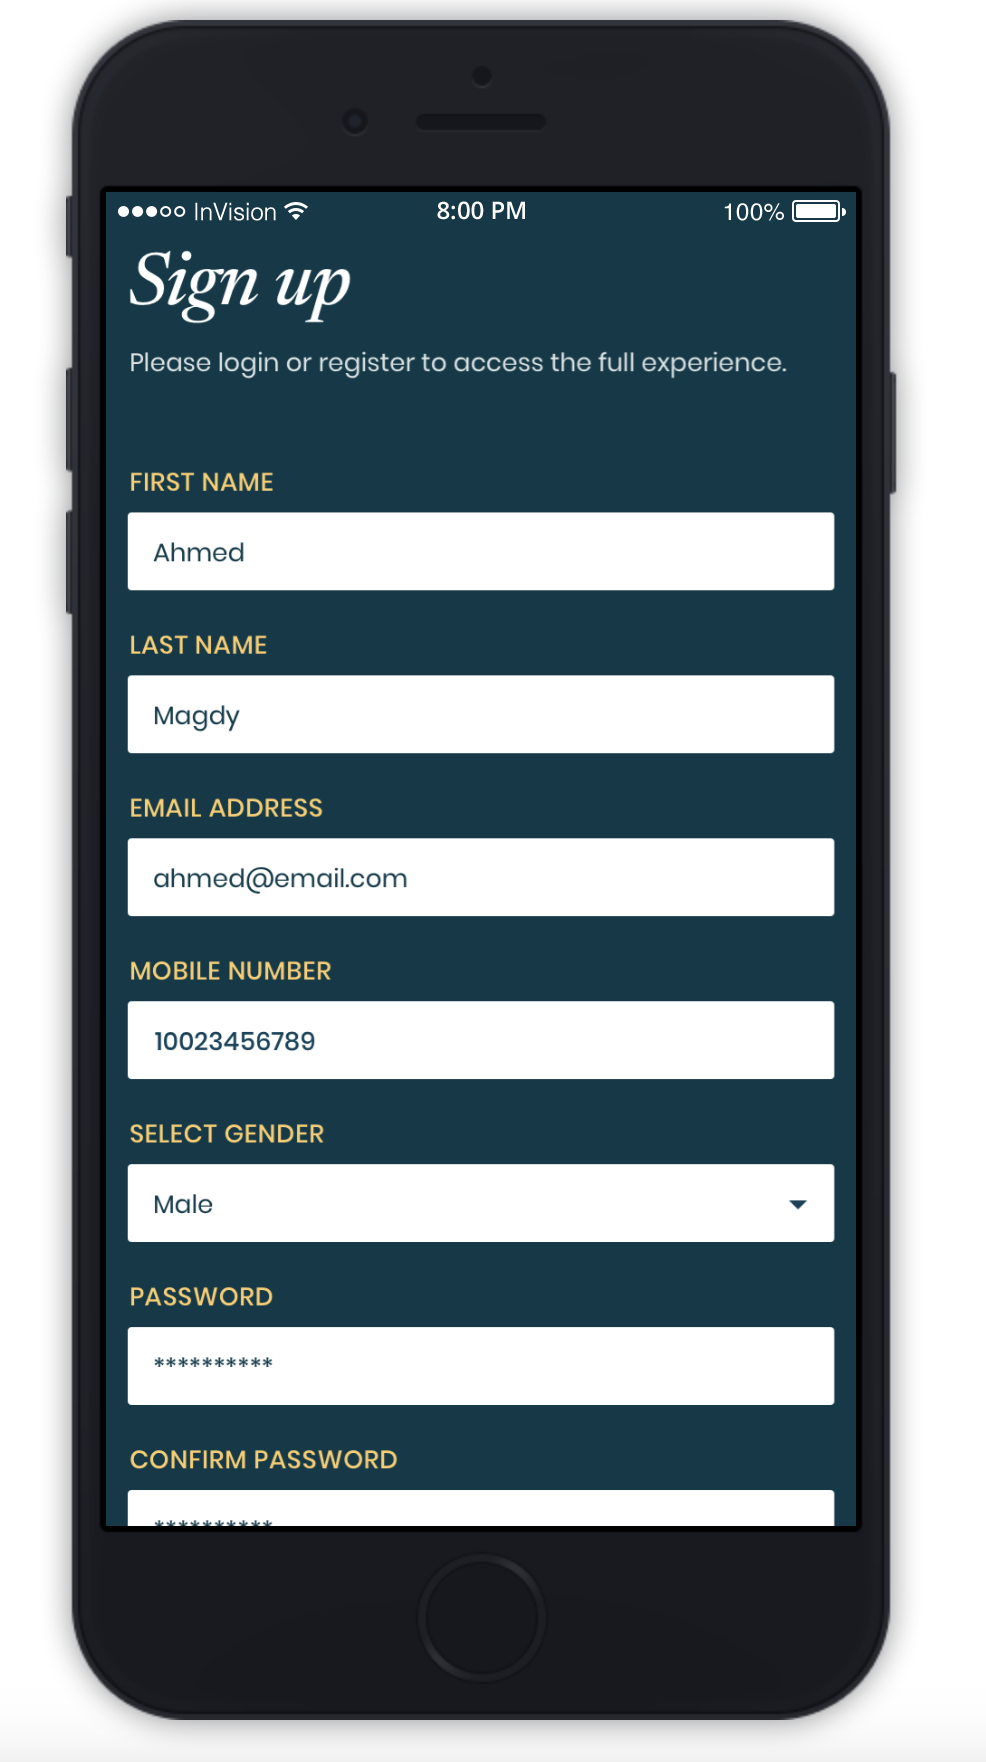 InVision 8:00 PM 100%
Sign up
Please login or register to access the full experience.
FIRST NAME
Ahmed
LAST NAME
Magdy
EMAIL ADDRESS
ahmed@email.com
MOBILE NUMBER
10023456789
SELECT GENDER
Male
PASSWORD
**********
CONFIRM PASSWORD
**********